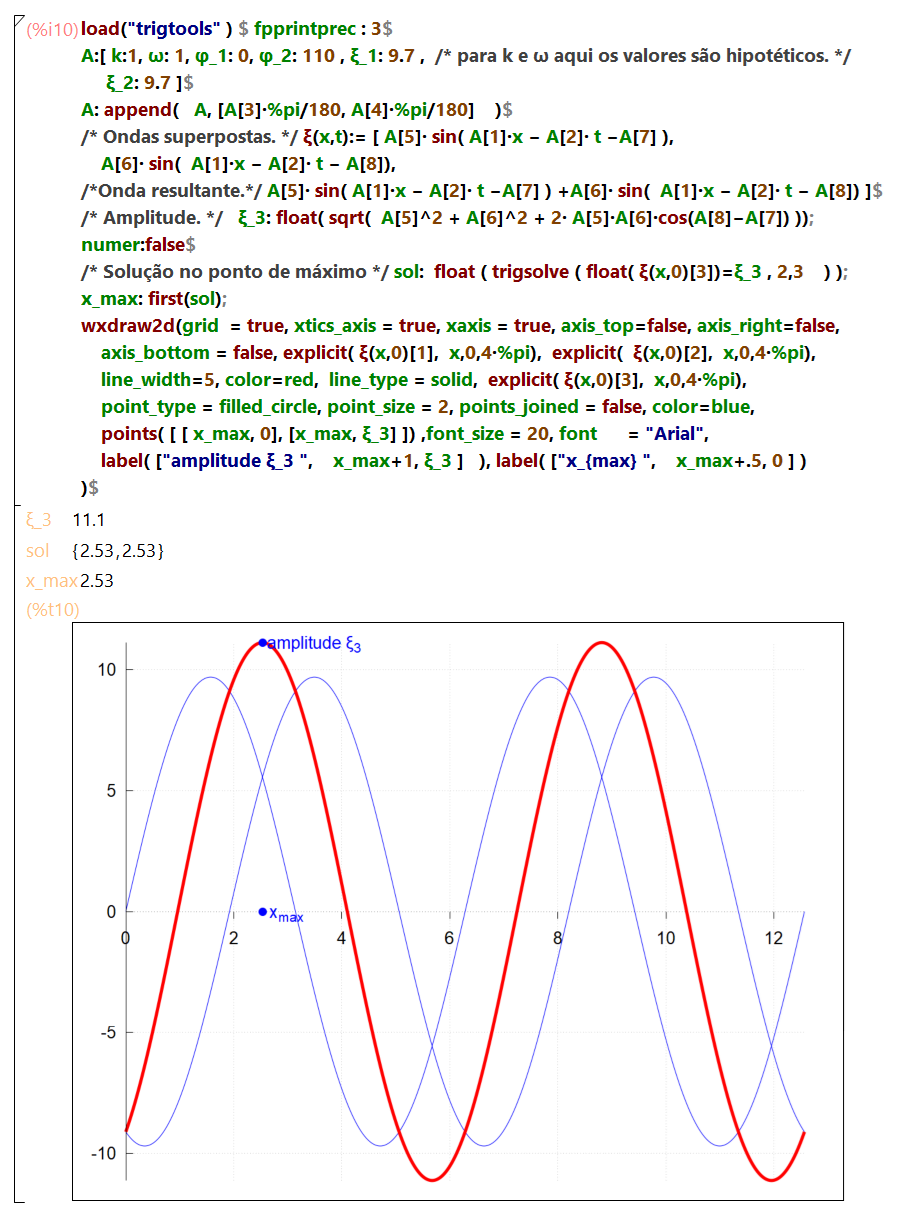 (%i10) load("trigtools" ) $ fpprintprec : 3$
A:[ k:1, ω: 1, φ_1: 0, φ_2: 110 , ξ_1: 9.7 , /* para k e ω aqui os valores são hipotéticos. */
ξ_2: 9.7 ]$
A: append( A, [A[3]·%pi/180, A[4]·%pi/180] )$
/* Ondas superpostas. */ ξ(x,t):= [ A[5]· sin( A[1]·x − A[2]· t −A[7] ),
A[6]· sin( A[1]·x − A[2]· t − A[8]),
/*Onda resultante.*/ A[5]· sin( A[1]·x − A[2]· t −A[7] ) +A[6]· sin( A[1]·x − A[2]· t − A[8]) ]$
/* Amplitude. */ ξ_3: float( sqrt( A[5]^2 + A[6]^2 + 2· A[5]·A[6]·cos(A[8]−A[7]) ));
numer:false$
/* Solução no ponto de máximo */ sol: float ( trigsolve ( float( ξ(x,0)[3])=ξ_3 , 2,3 ) );
x_max: first(sol);
wxdraw2d(grid = true, xtics_axis = true, xaxis = true, axis_top=false, axis_right=false,
axis_bottom = false, explicit( ξ(x,0)[1], x,0,4·%pi), explicit( ξ(x,0)[2], x,0,4·%pi),
line_width=5, color=red, line_type = solid, explicit( ξ(x,0)[3], x,0,4·%pi),
point_type = filled_circle, point_size = 2, points_joined = false, color=blue,
points( [ [ x_max, 0], [x_max, ξ_3] ]) ,font_size = 20, font = "Arial",
label( ["amplitude ξ_3 ", x_max+1, ξ_3 ] ), label( ["x_{max} ", x_max+.5, 0 ] )
)$
ξ_3 11.1
sol {2.53,2.53}
x_max 2.53
(%t10)
amplitude ξ3
10
5
0
xmax
0 2 4 6 8 10 12
-5
-10